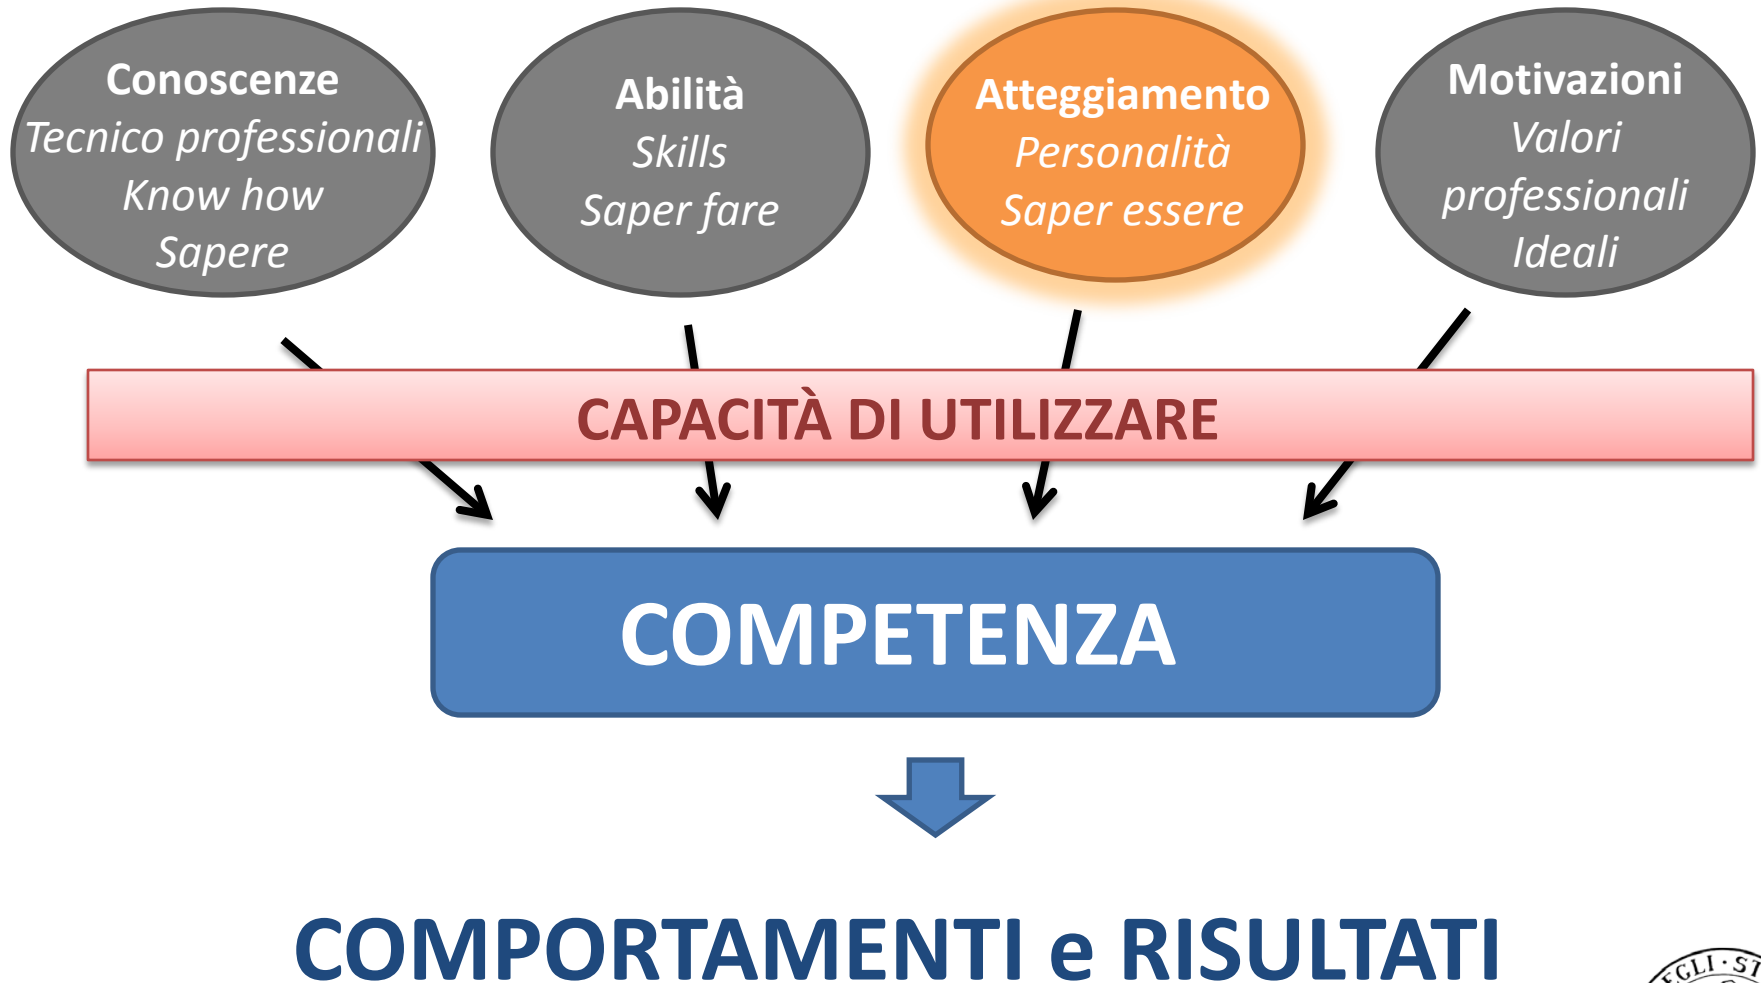 Conoscenze
Tecnico professionali
Know how
Sapere
Abilità
Skills
Saper fare
Atteggiamento
Personalità
Saper essere
Motivazioni
Valori
professionali
Ideali
CAPACITÀ DI UTILIZZARE
COMPETENZA
COMPORTAMENTI e RISULTATI